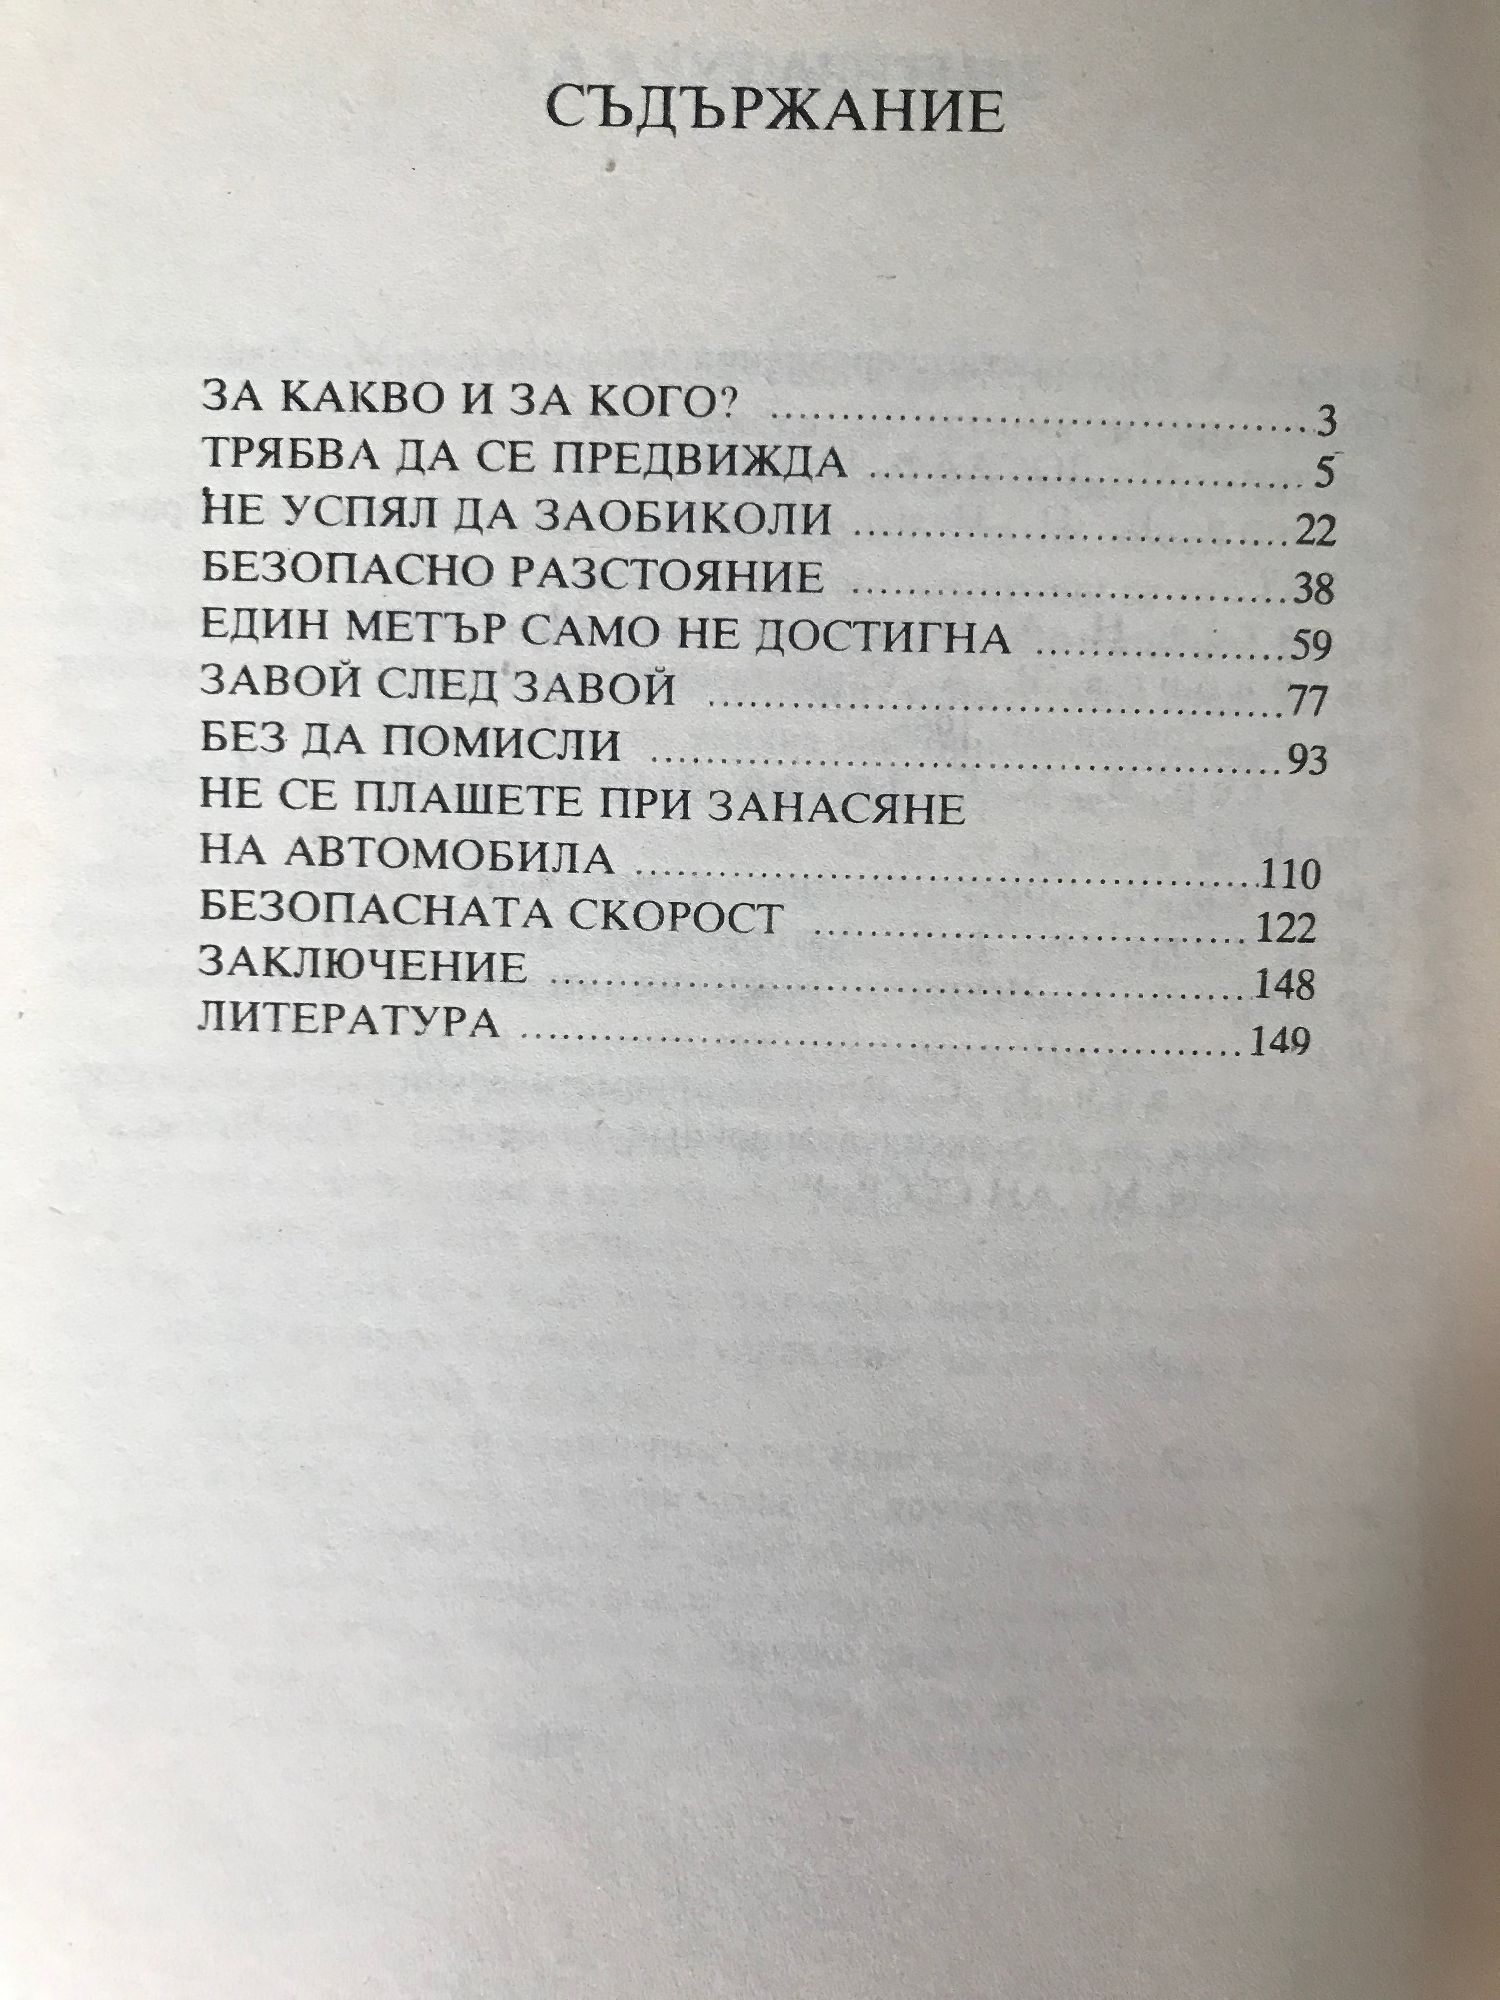 СЪДЪРЖАНИЕ
ЗА КАКВО И ЗА КОГО? ........................................ 3
ТРЯБВА ДА СЕ ПРЕДВИЖДА ................................ 5
НЕ УСПЯЛ ДА ЗАОБИКОЛИ ................................ 22
БЕЗОПАСНО РАЗСТОЯНИЕ ................................ 38
ЕДИН МЕТЪР САМО НЕ ДОСТИГНА .................. 59
ЗАВОЙ СЛЕД ЗАВОЙ ........................................ 77
БЕЗ ДА ПОМИСЛИ ............................................ 93
НЕ СЕ ПЛАШЕТЕ ПРИ ЗАНАСЯНЕ
НА АВТОМОБИЛА ............................................ 110
БЕЗОПАСНАТА СКОРОСТ ................................ 122
ЗАКЛЮЧЕНИЕ .................................................. 148
ЛИТЕРАТУРА .................................................... 149